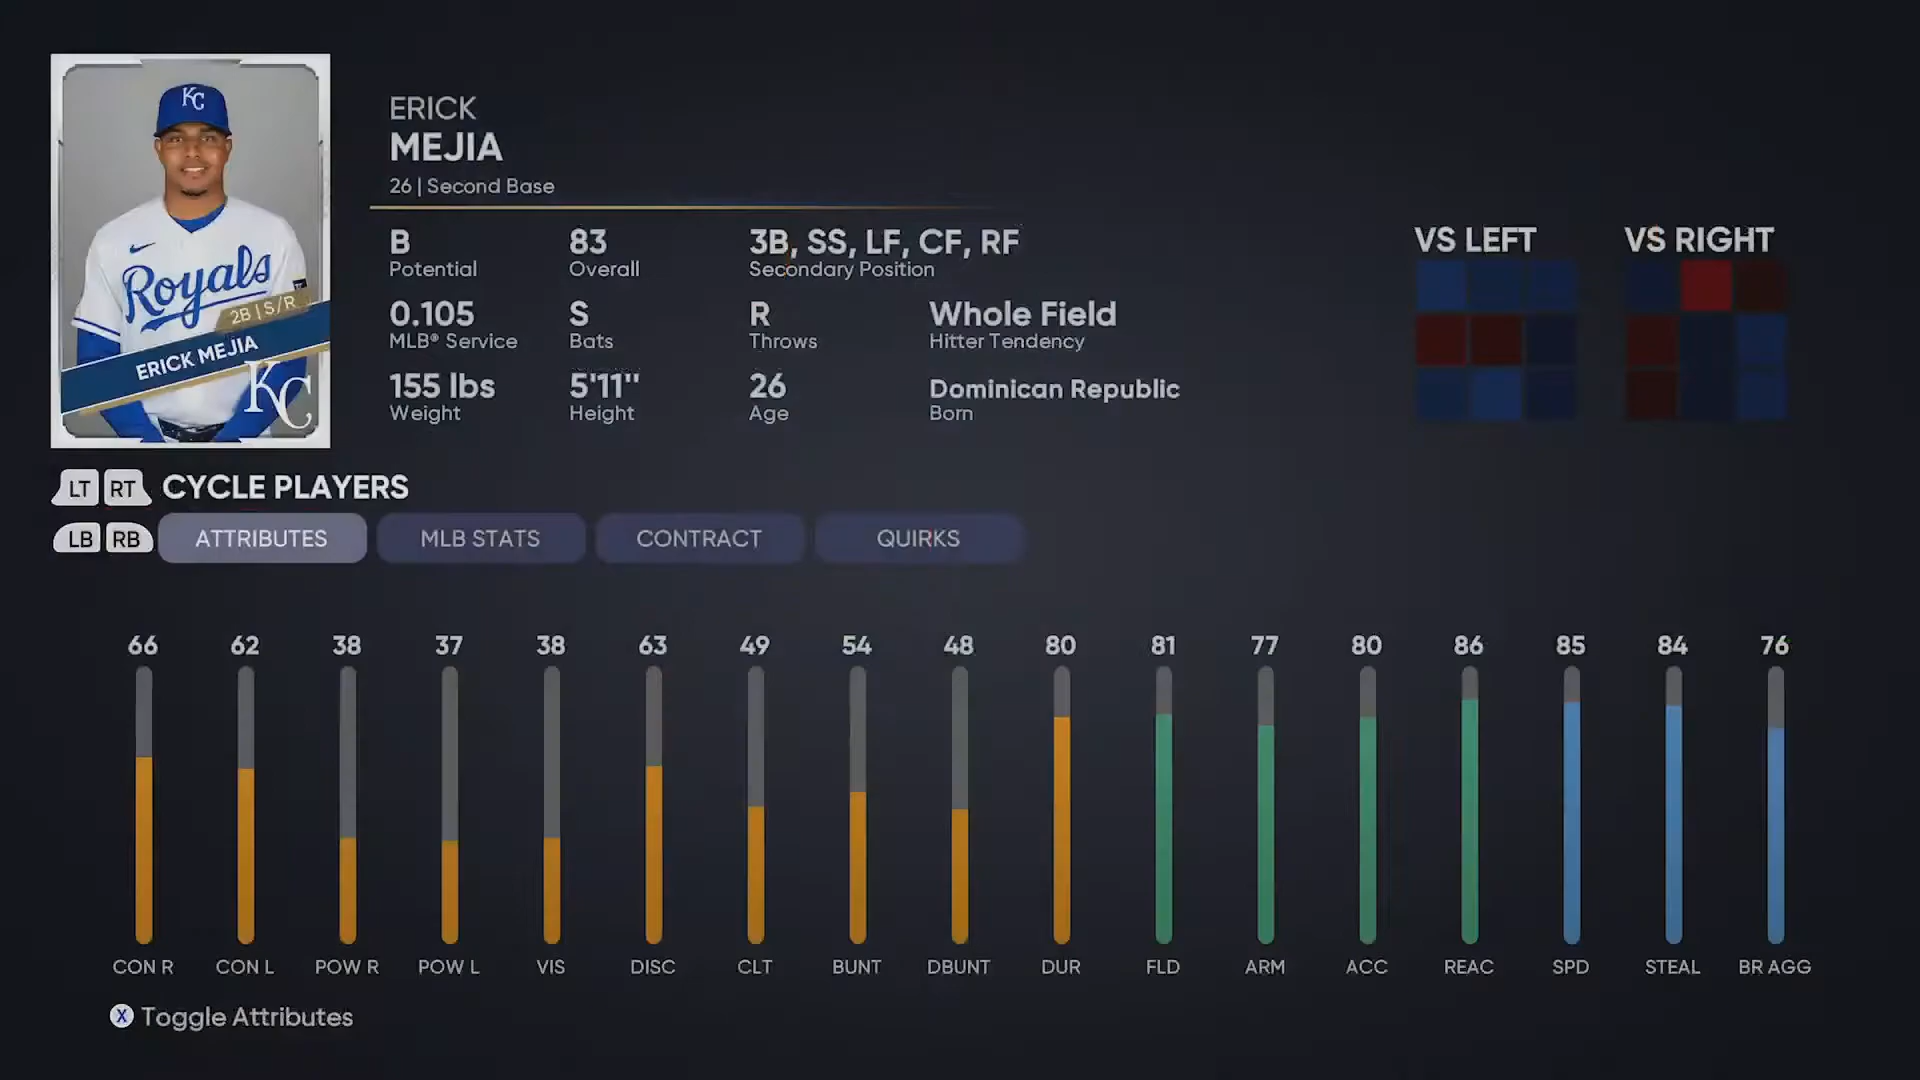 ERICK
MEJIA
26 | Second Base
B
Potential
83
Overall
3B, SS, LF, CF, RF
Secondary Position
0.105
MLB® Service
S
Bats
R
Throws
Whole Field
Hitter Tendency
155 lbs
Weight
5'11''
Height
26
Age
Dominican Republic
Born
VS LEFT
VS RIGHT
KC
Royals
2B | S/R
ERICK MEJIA
KC
LT RT CYCLE PLAYERS
LB RB ATTRIBUTES MLB STATS CONTRACT QUIRKS
66 62 38 37 38 63 49 54 48 80 81 77 80 86 85 84 76
CON R CON L POW R POW L VIS DISC CLT BUNT DBUNT DUR FLD ARM ACC REAC SPD STEAL BR AGG
X Toggle Attributes